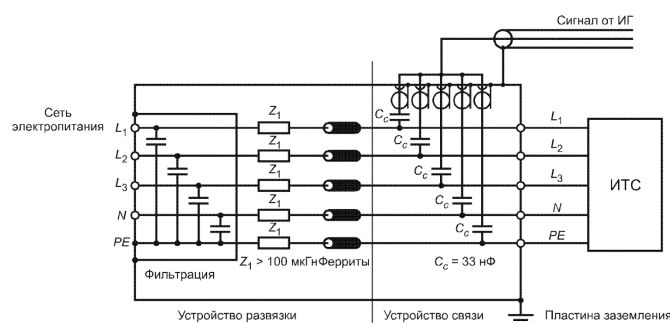 Сигнал от ИГ
Сеть
электропитания
L1 Z1 Cc L1
L2 Z1 Cc L2
L3 Z1 Cc L3
N Z1 Cc N
PE Z1 Cc PE
ИТС
Фильтрация Z1 > 100 мкГн Ферриты Cc = 33 нФ
Устройство развязки Устройство связи Пластина заземления